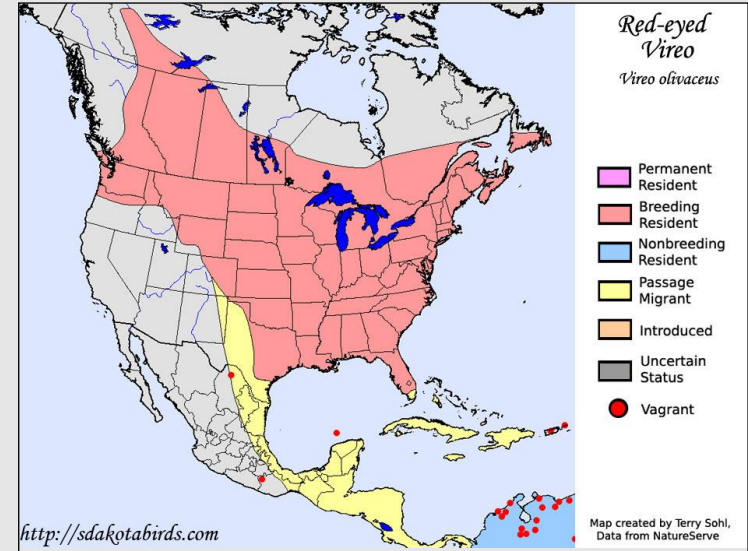 Red-eyed
Vireo
Vireo olivaceus
Permanent
Resident
Breeding
Resident
Nonbreeding
Resident
Passage
Migrant
Introduced
Uncertain
Status
Vagrant
Map created by Terry Sohl,
Data from NatureServe
http://sdakotabirds.com